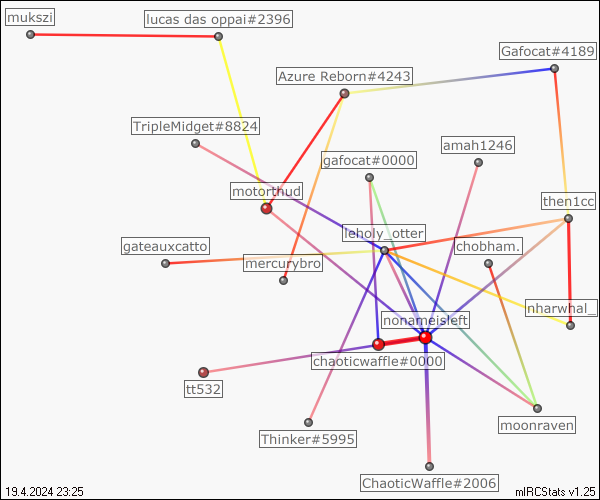 mukszi
lucas das oppai#2396
Gafocat#4189
Azure Reborn#4243
TripleMidget#8824
amah1246
gafocat#0000
motorthud
then1cc
leholy_otter
gateauxcatto
chobham.
mercurybro
nharwhal_
nonameisleft
chaoticwaffle#0000
tt532
moonraven
Thinker#5995
ChaoticWaffle#2006
19.4.2024 23:25
mIRCStats v1.25